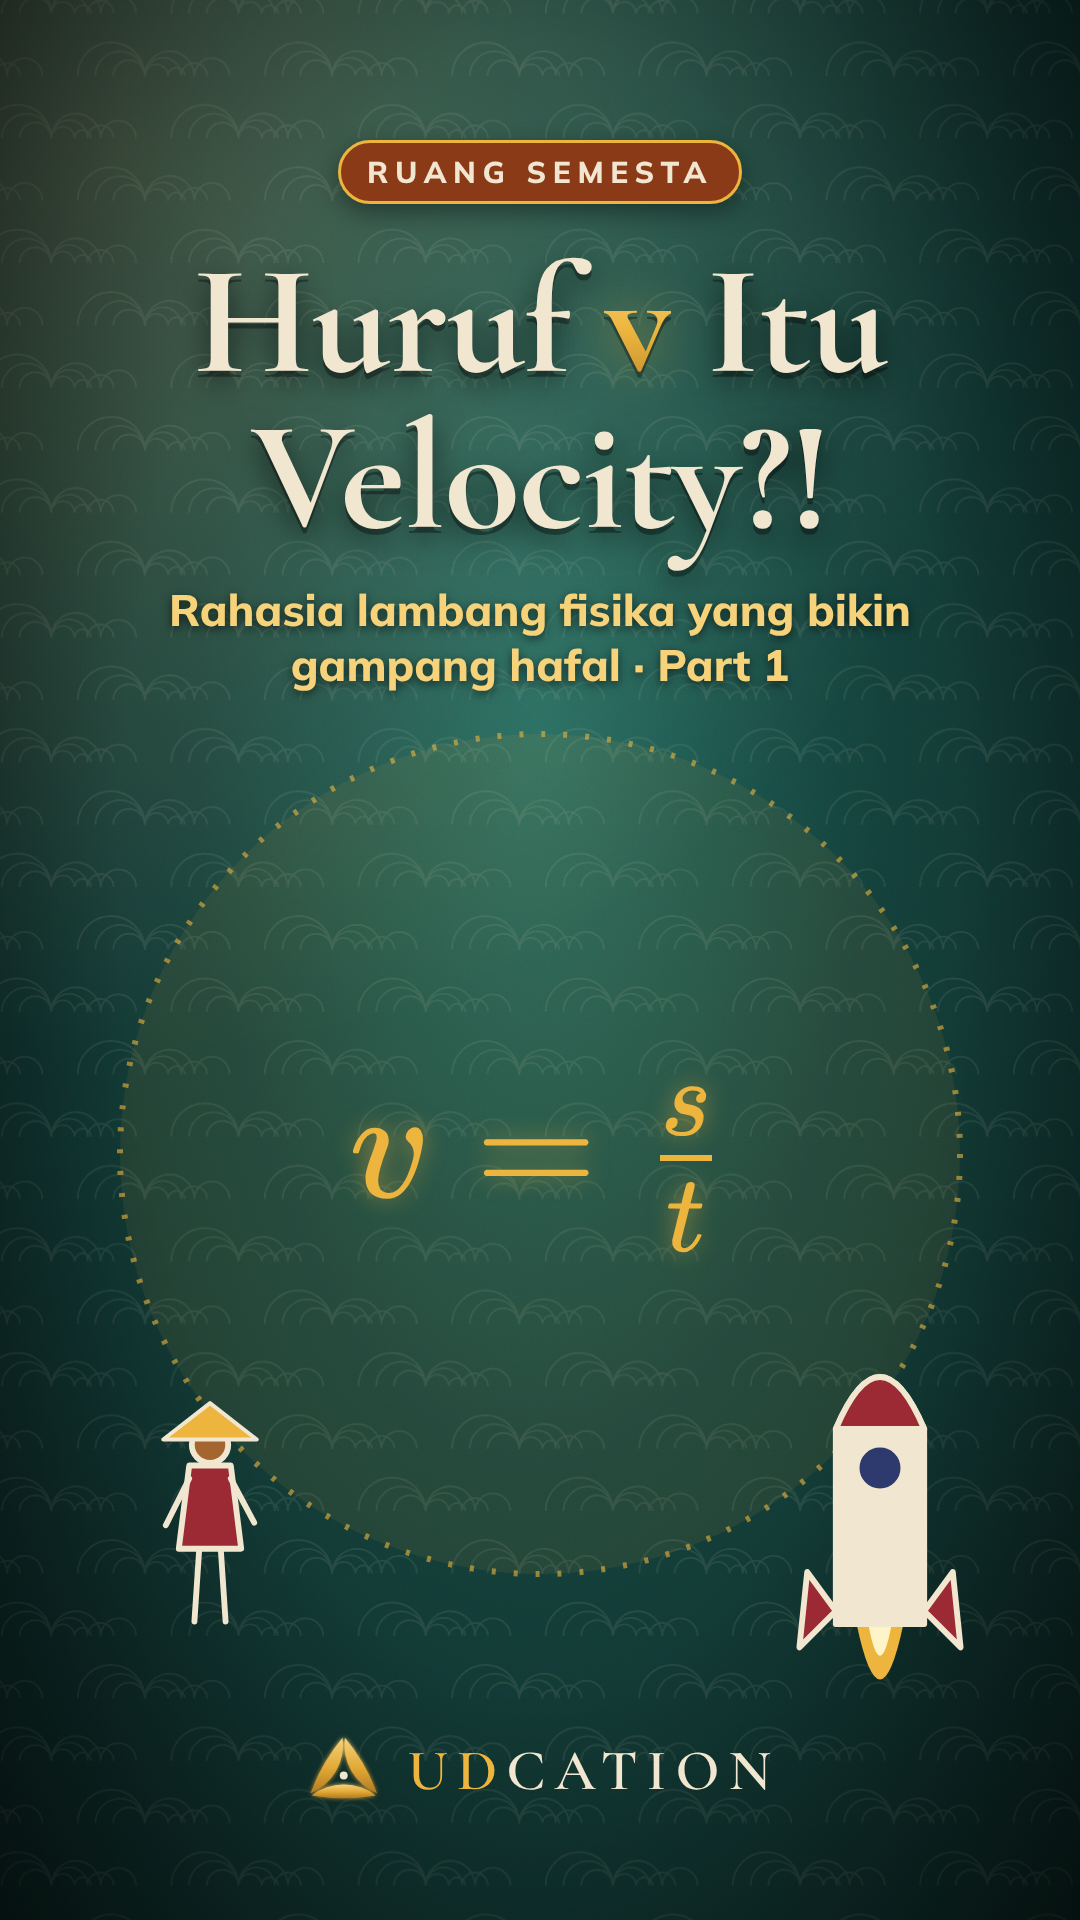 RUANG SEMESTA
Huruf v Itu
Velocity?!
Rahasia lambang fisika yang bikin
gampang hafal · Part 1
v = s/t
UDCATION